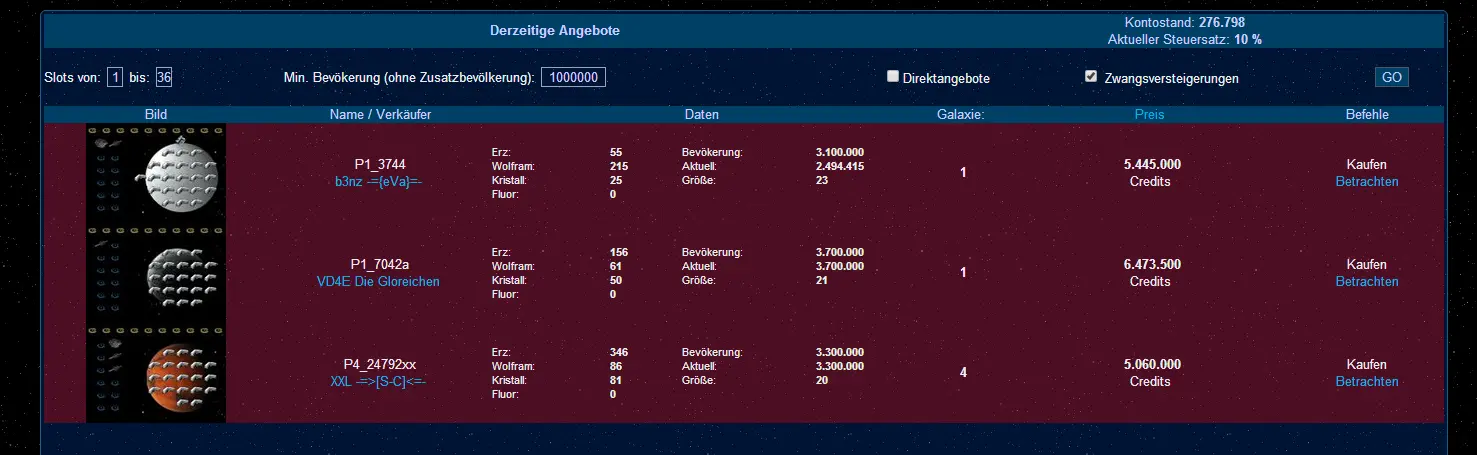 Derzeitige Angebote
Kontostand: 276.798
Aktueller Steuersatz: 10 %
Slots von: 1 bis: 36 Min. Bevökerung (ohne Zusatzbevölkerung): 1000000 Direktangebote Zwangsversteigerungen GO
Bild Name / Verkäufer Daten Galaxie: Preis Befehle
P1_3744
b3nz -={eVa}=-
Erz: 55
Wolfram: 215
Kristall: 25
Fluor: 0
Bevökerung: 3.100.000
Aktuell: 2.494.415
Größe: 23
1
5.445.000
Credits
Kaufen
Betrachten
P1_7042a
VD4E Die Gloreichen
Erz: 156
Wolfram: 61
Kristall: 50
Fluor: 0
Bevökerung: 3.700.000
Aktuell: 3.700.000
Größe: 21
1
6.473.500
Credits
Kaufen
Betrachten
P4_24792xx
XXL -=>[S-C]<=-
Erz: 346
Wolfram: 86
Kristall: 81
Fluor: 0
Bevökerung: 3.300.000
Aktuell: 3.300.000
Größe: 20
4
5.060.000
Credits
Kaufen
Betrachten